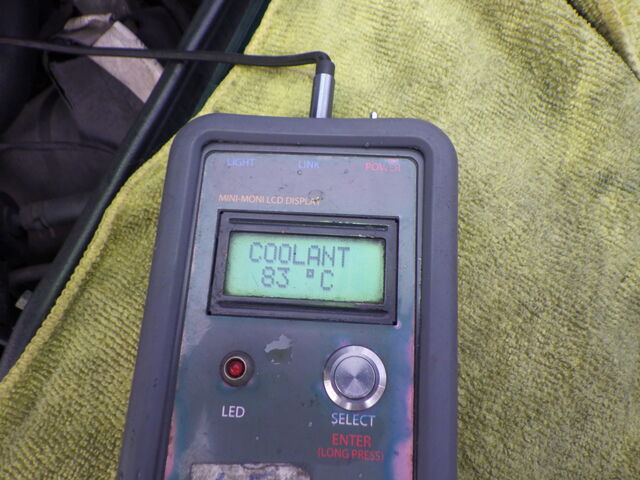 LIGHT LINK POWER
MINI-MONI LCD DISPLAY
COOLANT
83 °C
LED
SELECT
ENTER
(LONG PRESS)